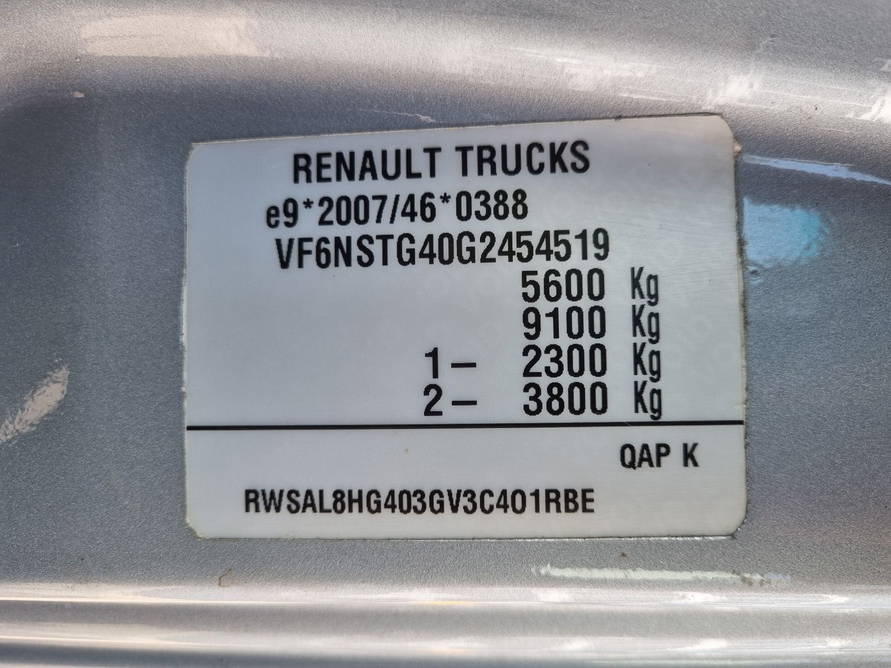 RENAULT TRUCKS
e9*2007/46*0388
VF6NSTG40G2454519
5600 Kg
9100 Kg
1– 2300 Kg
2– 3800 Kg
QAP K
RWSAL8HG403GV3C401RBE